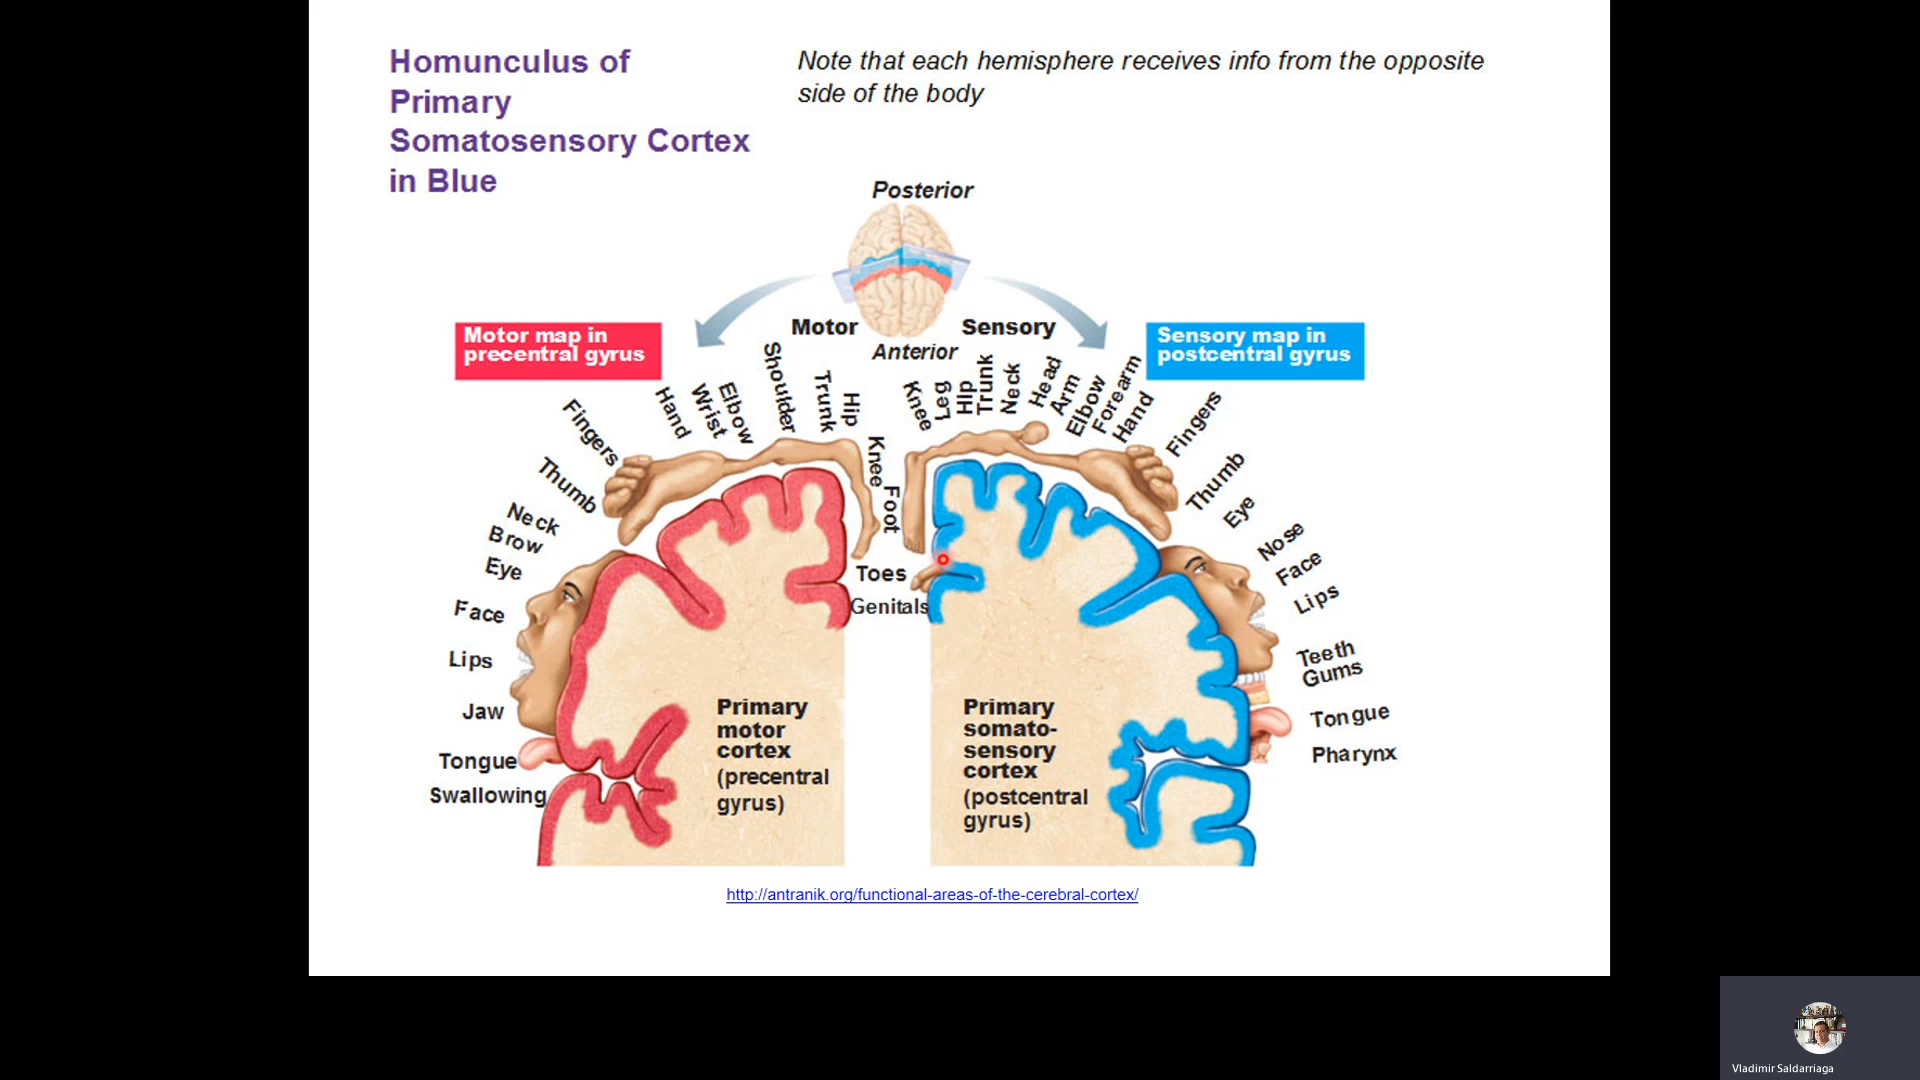 Homunculus of
Primary
Somatosensory Cortex
in Blue
Note that each hemisphere receives info from the opposite
side of the body
Posterior
Motor
Sensory
Anterior
Motor map in
precentral gyrus
Sensory map in
postcentral gyrus
Swallowing
Tongue
Jaw
Lips
Face
Eye
Brow
Neck
Thumb
Fingers
Hand
Wrist
Elbow
Shoulder
Trunk
Hip
Knee
Foot
Toes
Genitals
Knee
Leg
Hip
Trunk
Neck
Head
Arm
Elbow
Forearm
Hand
Fingers
Thumb
Eye
Nose
Face
Lips
Teeth
Gums
Tongue
Pharynx
Primary
motor
cortex
(precentral
gyrus)
Primary
somato-
sensory
cortex
(postcentral
gyrus)
http://antranik.org/functional-areas-of-the-cerebral-cortex/
Vladimir Saldarriaga